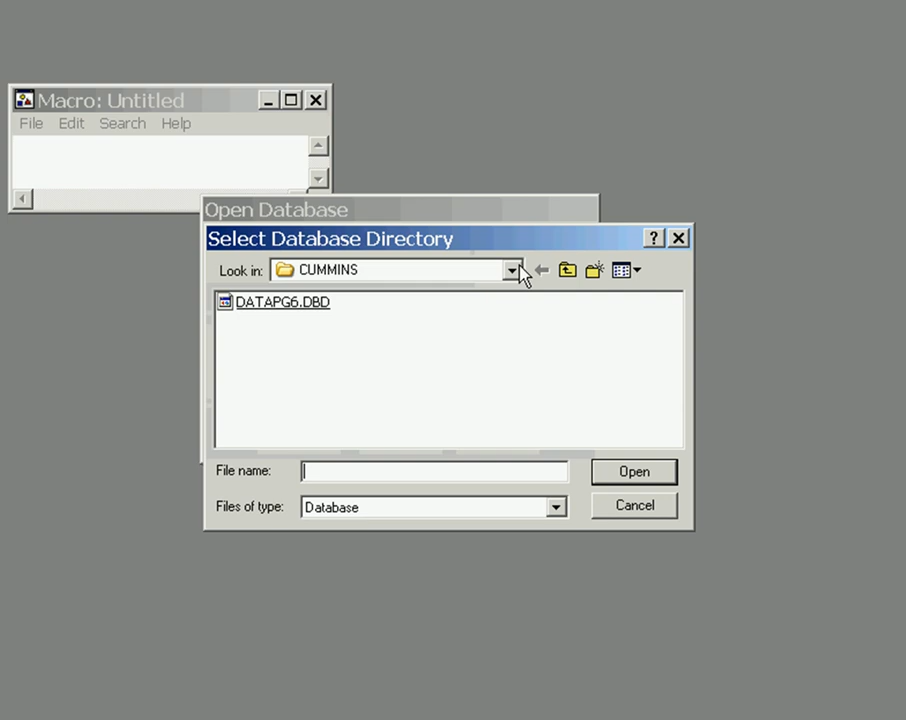 Macro: Untitled
File Edit Search Help
Open Database
Select Database Directory
Look in: CUMMINS
DATAPG6.DBD
File name: Open
Files of type: Database Cancel